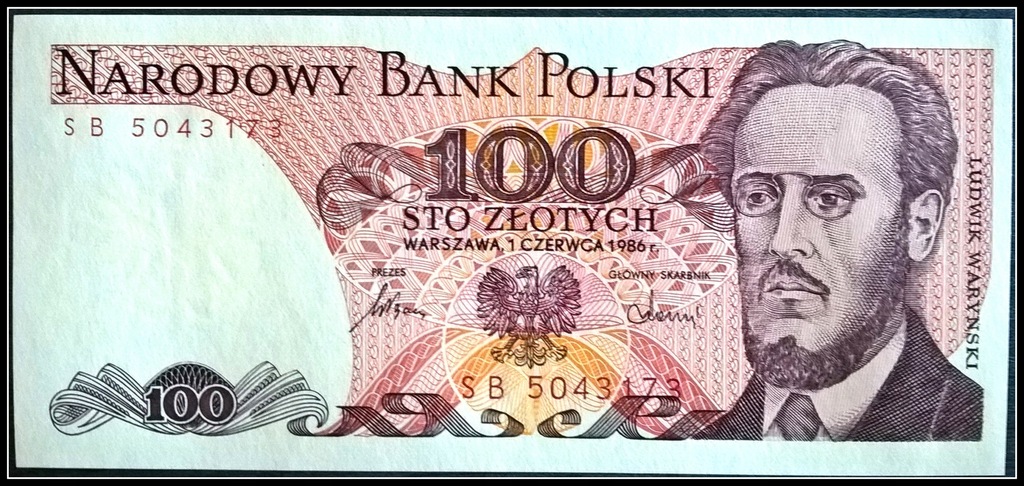 NARODOWY BANK POLSKI
SB 5043173
100
STO ZŁOTYCH
WARSZAWA, 1 CZERWCA 1986 r.
PREZES
GŁÓWNY SKARBNIK
SB 5043173
100
LUDWIK WARYŃSKI